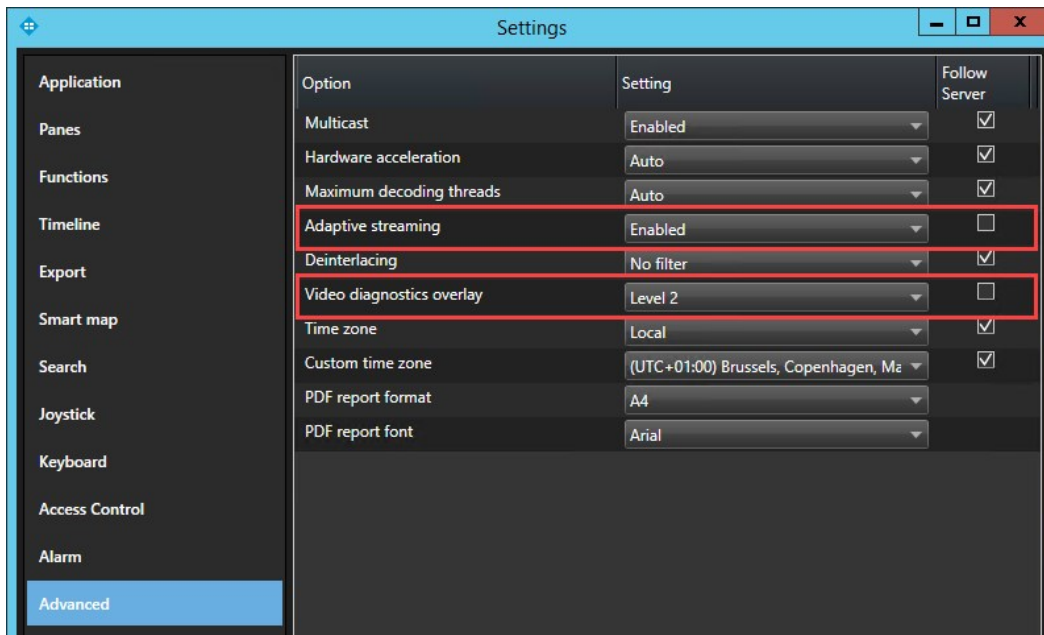 Settings
Application
Panes
Functions
Timeline
Export
Smart map
Search
Joystick
Keyboard
Access Control
Alarm
Advanced
Option Setting Follow
Server
Multicast Enabled
Hardware acceleration Auto
Maximum decoding threads Auto
Adaptive streaming Enabled
Deinterlacing No filter
Video diagnostics overlay Level 2
Time zone Local
Custom time zone (UTC+01:00) Brussels, Copenhagen, Ma
PDF report format A4
PDF report font Arial